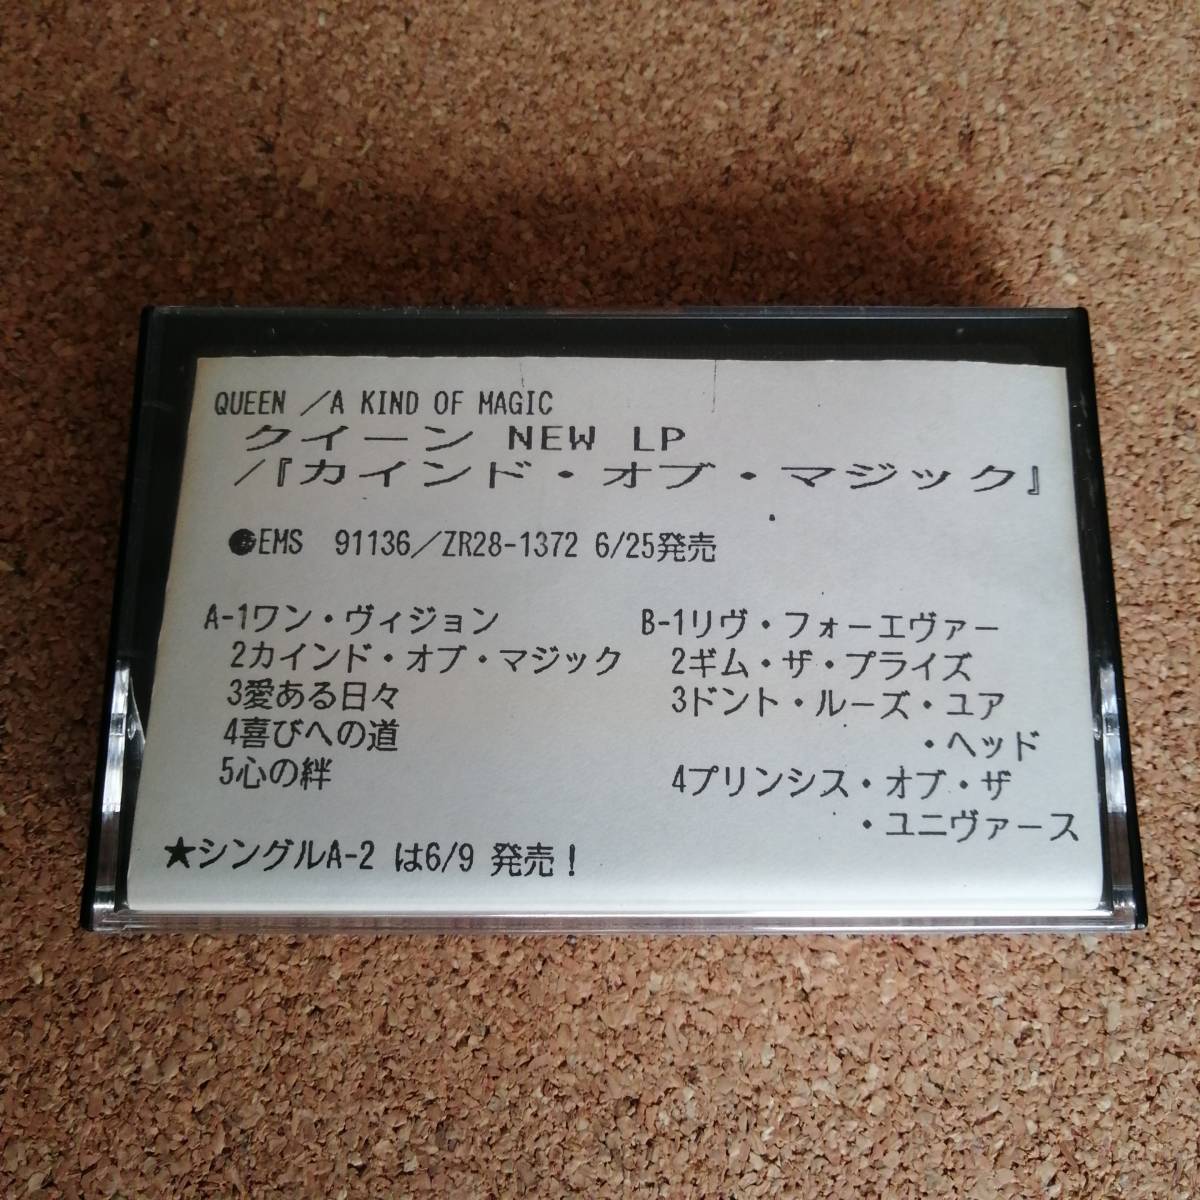 QUEEN ／A KIND OF MAGIC
クイーン NEW LP
／『カインド・オブ・マジック』
●EMS 91136／ZR28-1372 6/25発売
A-1ワン・ヴィジョン
2カインド・オブ・マジック
3愛ある日々
4喜びへの道
5心の絆
B-1リヴ・フォーエヴァー
2ギム・ザ・プライズ
3ドント・ルーズ・ユア
・ヘッド
4プリンシス・オブ・ザ
・ユニヴァース
★シングルA-2 は6/9 発売！